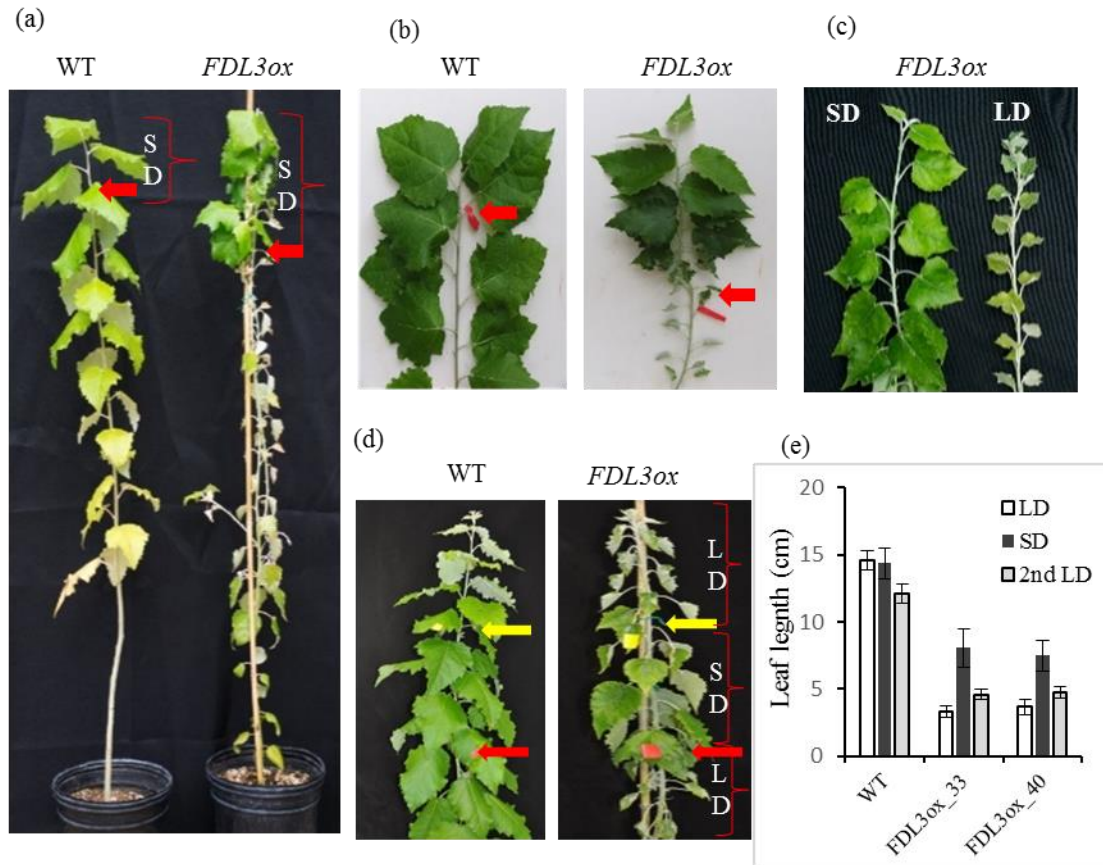 (a)
WT
FDL3ox
S
D
S
D
(b)
WT
FDL3ox
(c)
FDL3ox
SD
LD
(d)
WT
FDL3ox
L
D
S
D
L
D
(e)
Leaf legnth (cm)
20
15
10
5
0
LD
SD
2nd LD
WT
FDL3ox_33
FDL3ox_40